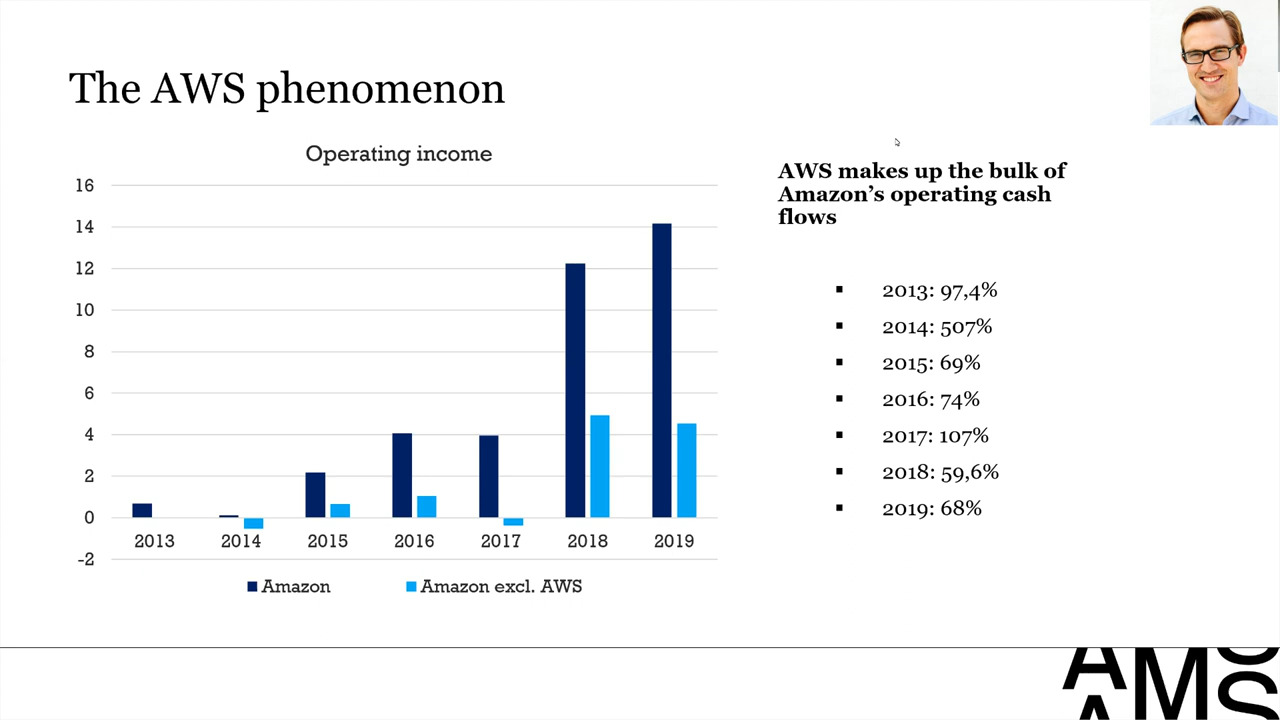 The AWS phenomenon
Operating income
16
14
12
10
8
6
4
2
0
-2
2013
2014
2015
2016
2017
2018
2019
Amazon
Amazon excl. AWS
AWS makes up the bulk of
Amazon’s operating cash
flows
▪ 2013: 97,4%
▪ 2014: 507%
▪ 2015: 69%
▪ 2016: 74%
▪ 2017: 107%
▪ 2018: 59,6%
▪ 2019: 68%
AMS
AMS